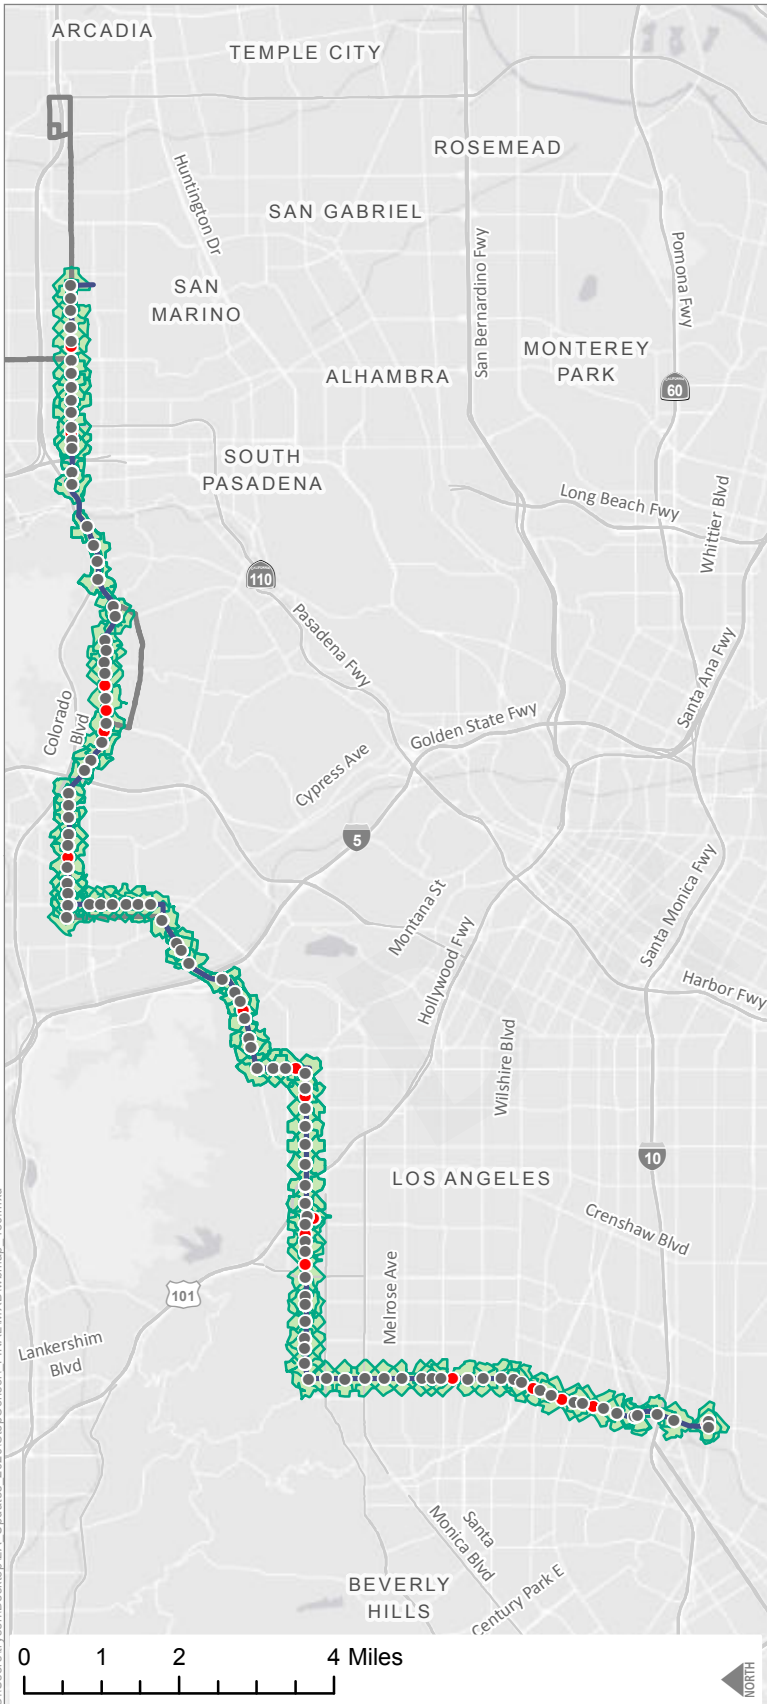 ARCADIA
TEMPLE CITY
ROSEMEAD
Huntington Dr
SAN GABRIEL
San Bernardino Fwy
Pomona Fwy
SAN
MARINO
MONTEREY
PARK
ALHAMBRA
CALIFORNIA
60
SOUTH
PASADENA
Long Beach Fwy
Whittier Blvd
CALIFORNIA
110
Pasadena Fwy
Santa Ana Fwy
Colorado
Blvd
Golden State Fwy
Cypress Ave
5
Montana St
Santa Monica Fwy
Hollywood Fwy
Harbor Fwy
Wilshire Blvd
10
LOS ANGELES
Crenshaw Blvd
101
Melrose Ave
Lankershim
Blvd
Santa
Monica Blvd
BEVERLY
HILLS
Century Park E
0 1 2 4 Miles
NORTH